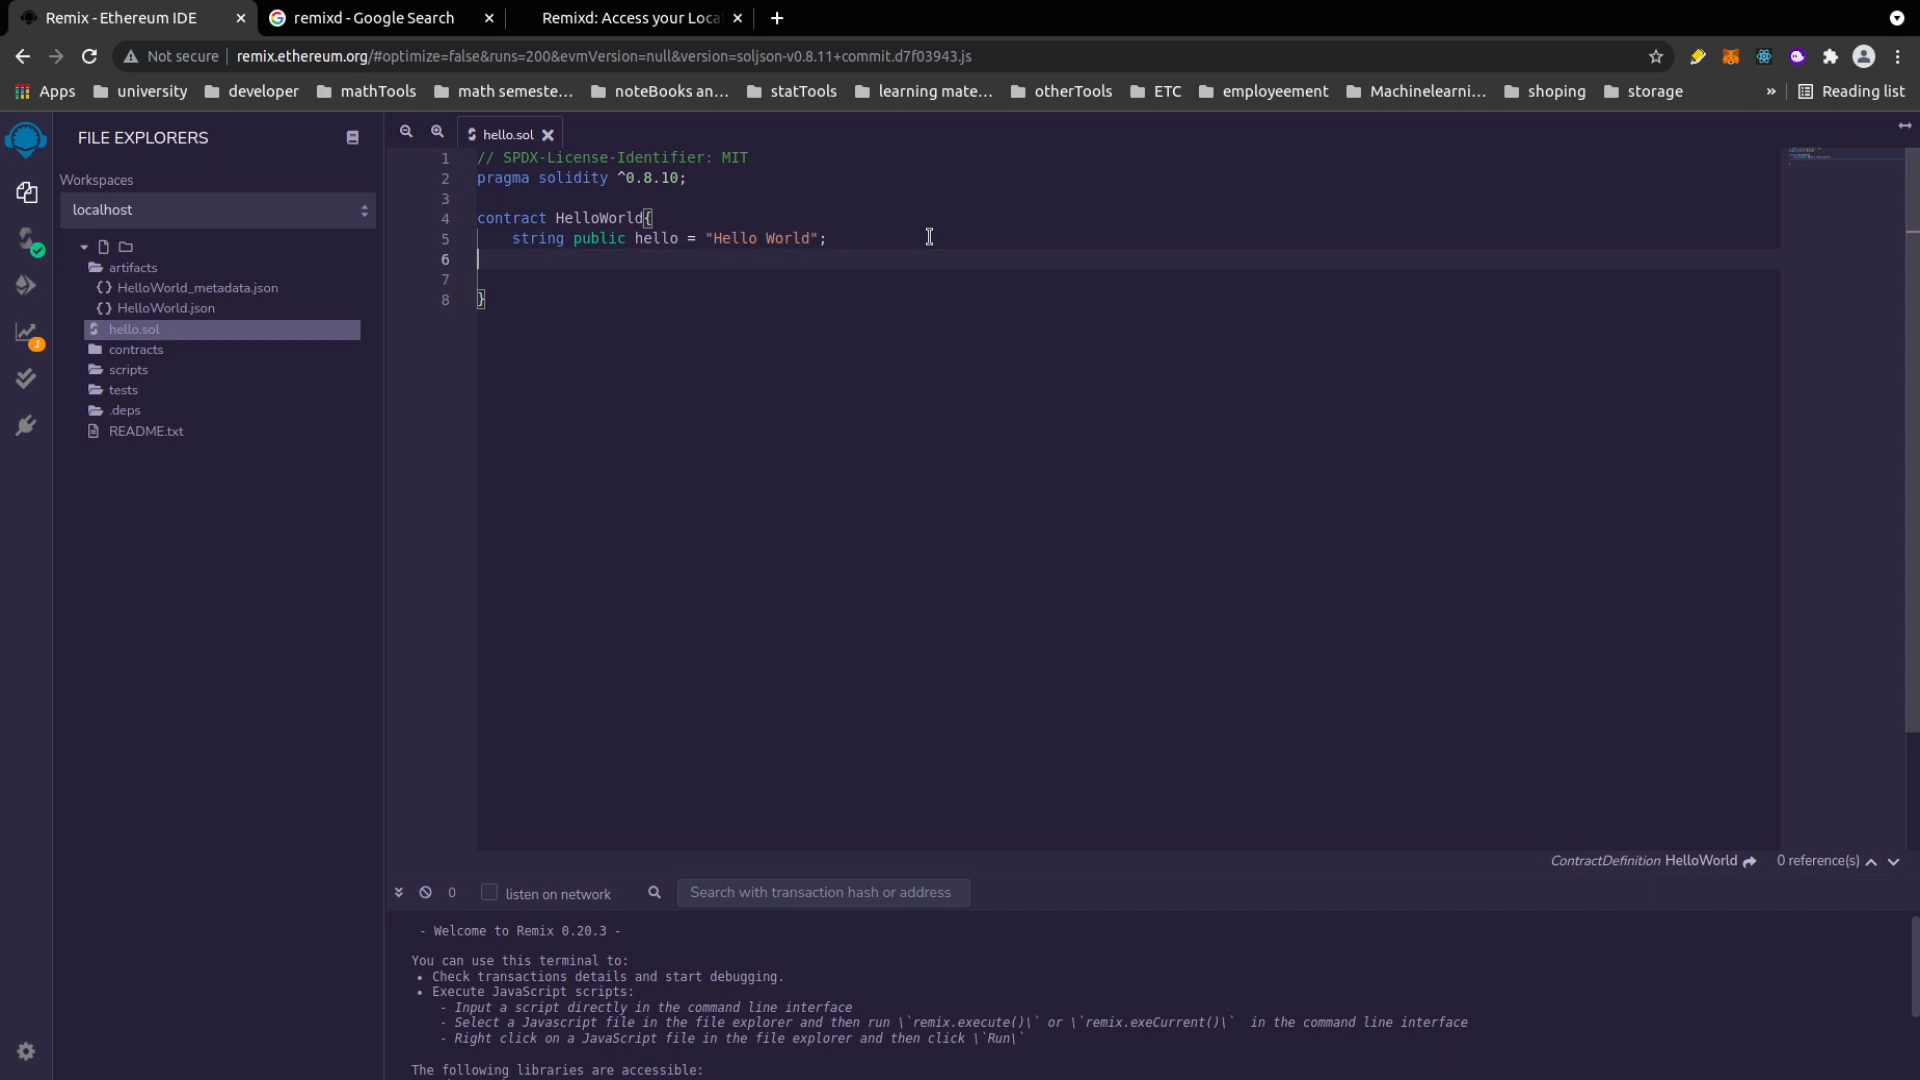 Remix - Ethereum IDE
remixd - Google Search
Remixd: Access your Loca
Not secure
remix.ethereum.org/#optimize=false&runs=200&evmVersion=null&version=soljson-v0.8.11+commit.d7f03943.js
Apps
university
developer
mathTools
math semeste...
noteBooks an...
statTools
learning mate...
otherTools
ETC
employeement
Machinelearni...
shoping
storage
»
Reading list
FILE EXPLORERS
Workspaces
localhost
artifacts
{} HelloWorld_metadata.json
{} HelloWorld.json
hello.sol
contracts
scripts
tests
.deps
README.txt
1
hello.sol
1 // SPDX-License-Identifier: MIT
2 pragma solidity ^0.8.10;
3
4 contract HelloWorld{
5 string public hello = "Hello World";
6
7
8 }
ContractDefinition HelloWorld
0 reference(s)
0
listen on network
Search with transaction hash or address
- Welcome to Remix 0.20.3 -
You can use this terminal to:
• Check transactions details and start debugging.
• Execute JavaScript scripts:
- Input a script directly in the command line interface
- Select a Javascript file in the file explorer and then run \`remix.execute()\` or \`remix.exeCurrent()\` in the command line interface
- Right click on a JavaScript file in the file explorer and then click \`Run\`
The following libraries are accessible: